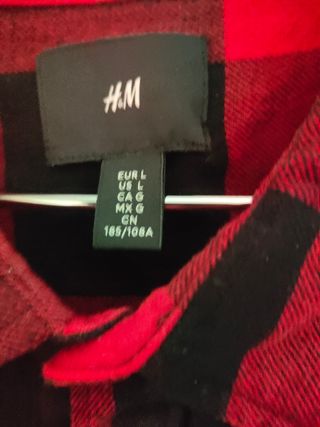 H&M
EUR L
US L
CA G
MX G
CN
185/108A